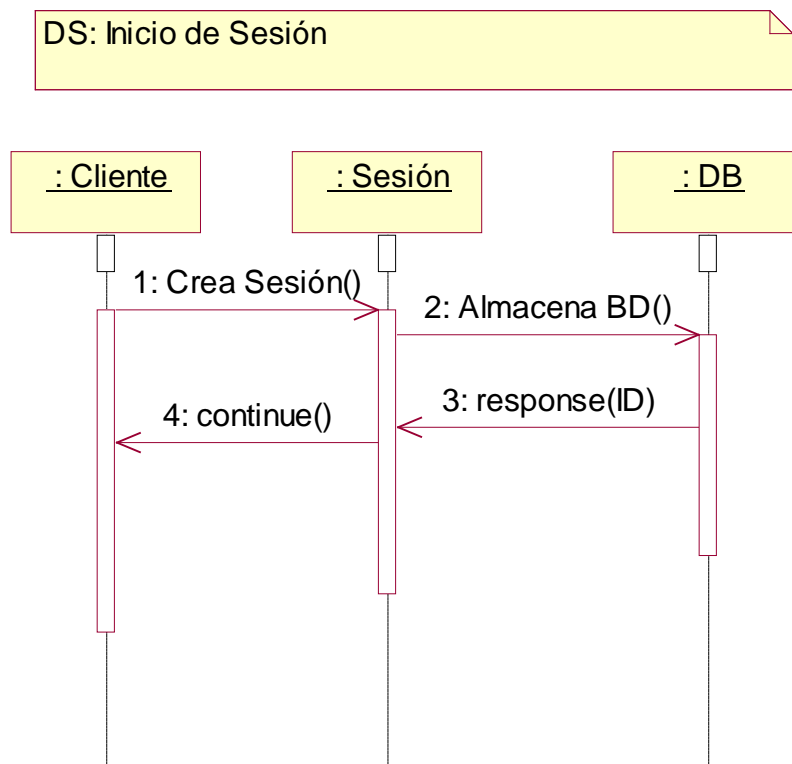 DS: Inicio de Sesión
: Cliente
: Sesión
: DB
1: Crea Sesión()
2: Almacena BD()
3: response(ID)
4: continue()